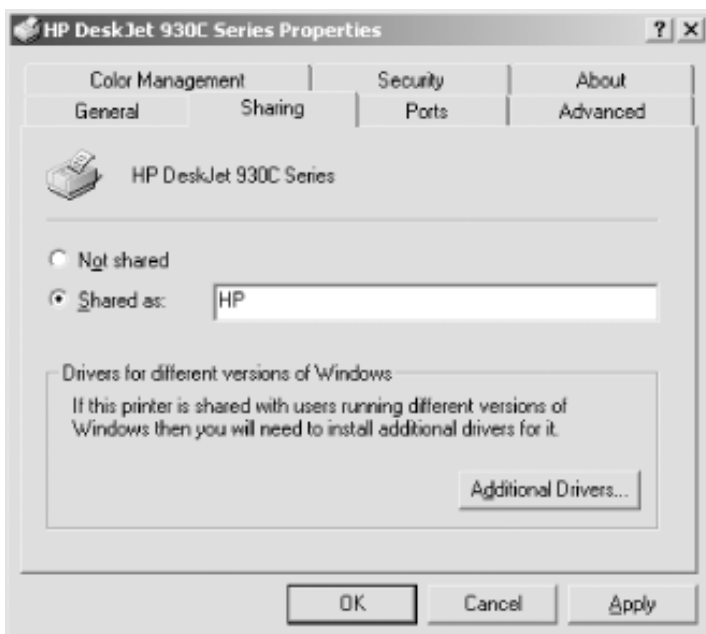 HP DeskJet 930C Series Properties
Color Management Security About
General Sharing Ports Advanced
HP DeskJet 930C Series
Not shared
Shared as: HP
Drivers for different versions of Windows
If this printer is shared with users running different versions of
Windows then you will need to install additional drivers for it.
Additional Drivers...
OK Cancel Apply